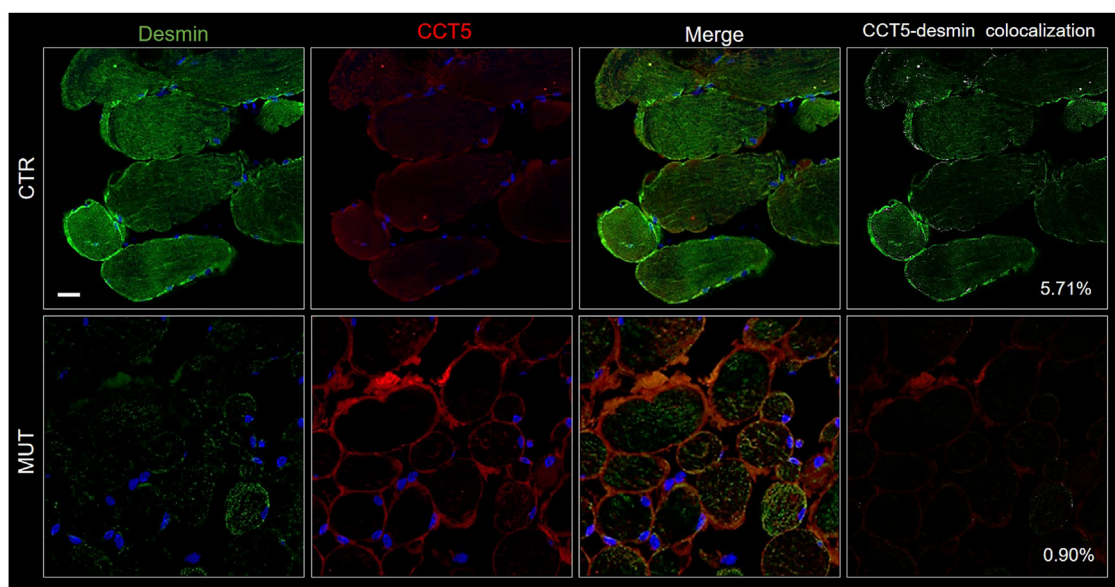 Desmin
CCT5
Merge
CCT5-desmin colocalization
CTR
5.71%
MUT
0.90%